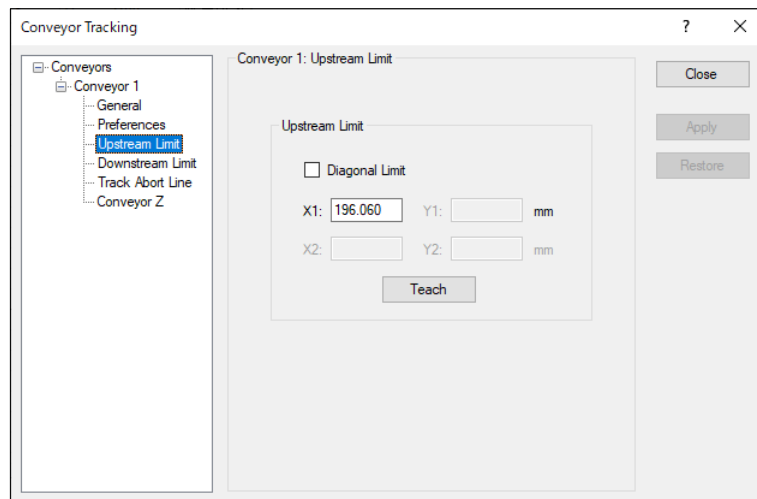 Conveyor Tracking
?
Conveyors
Conveyor 1
General
Preferences
Upstream Limit
Downstream Limit
Track Abort Line
Conveyor Z
Conveyor 1: Upstream Limit
Upstream Limit
Diagonal Limit
X1: 196.060 Y1: mm
X2: Y2: mm
Teach
Close
Apply
Restore